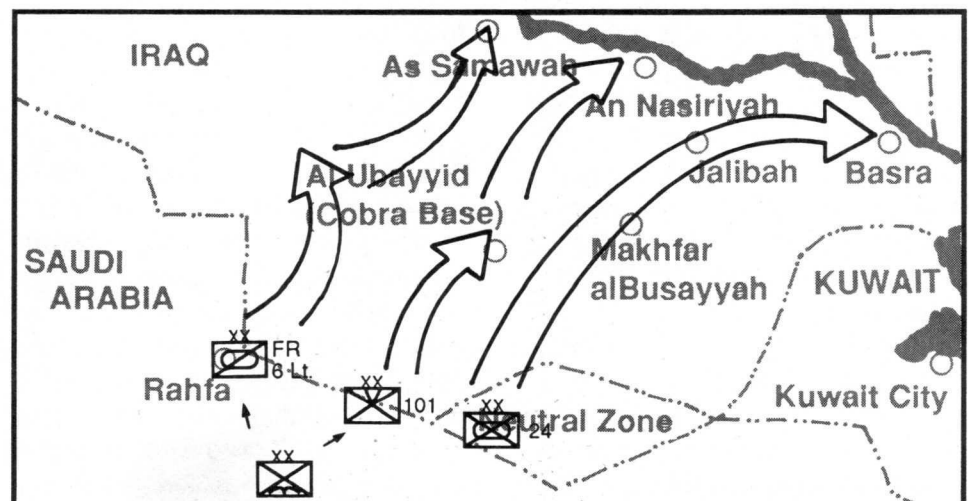 IRAQ
As Samawah
An Nasiriyah
Al Ubayyid
(Cobra Base)
Jalibah
Basra
SAUDI
ARABIA
Makhfar
alBusayyah
KUWAIT
XX
FR
6 Lt.
Rahfa
XX
101
XX
24
Neutral Zone
Kuwait City
XX